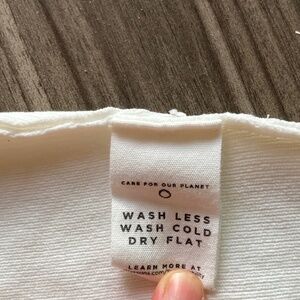 CARE FOR OUR PLANET
WASH LESS
WASH COLD
DRY FLAT
LEARN MORE AT